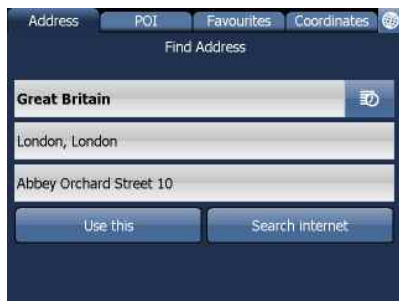 Address POI Favourites Coordinates
Find Address
Great Britain
London, London
Abbey Orchard Street 10
Use this Search internet